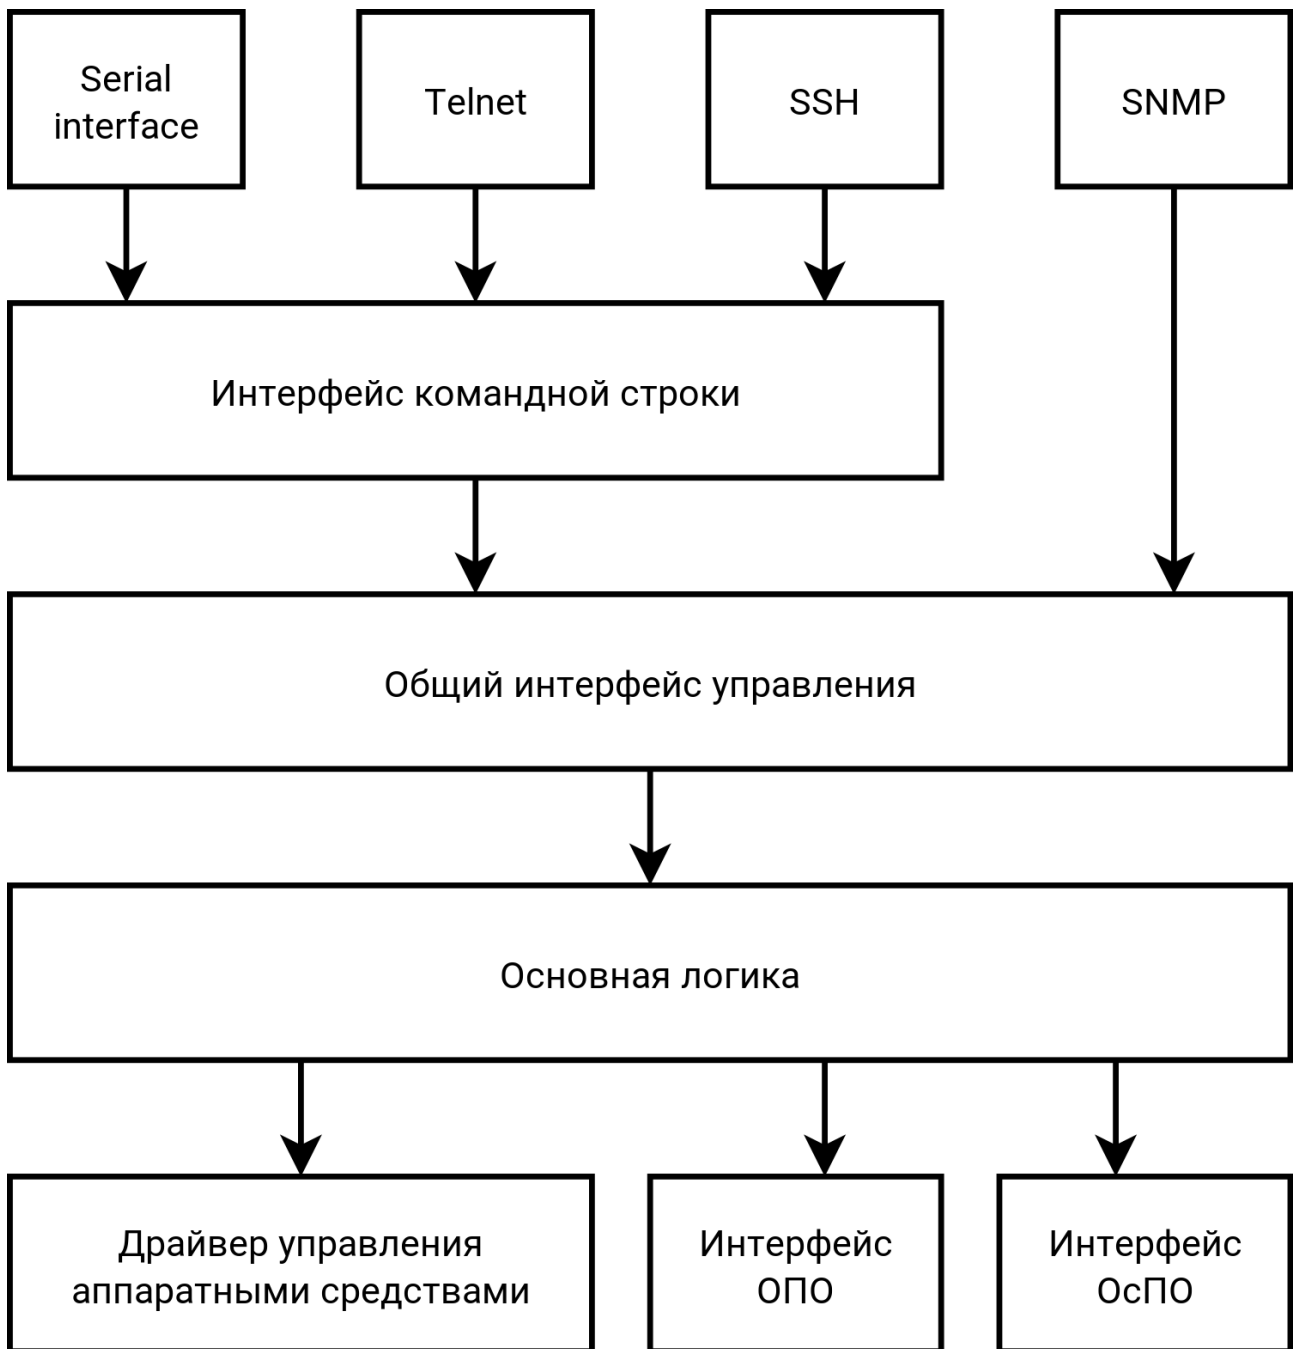 Serial
interface
Telnet
SSH
SNMP
Интерфейс командной строки
Общий интерфейс управления
Основная логика
Драйвер управления
аппаратными средствами
Интерфейс
ОПО
Интерфейс
ОсПО